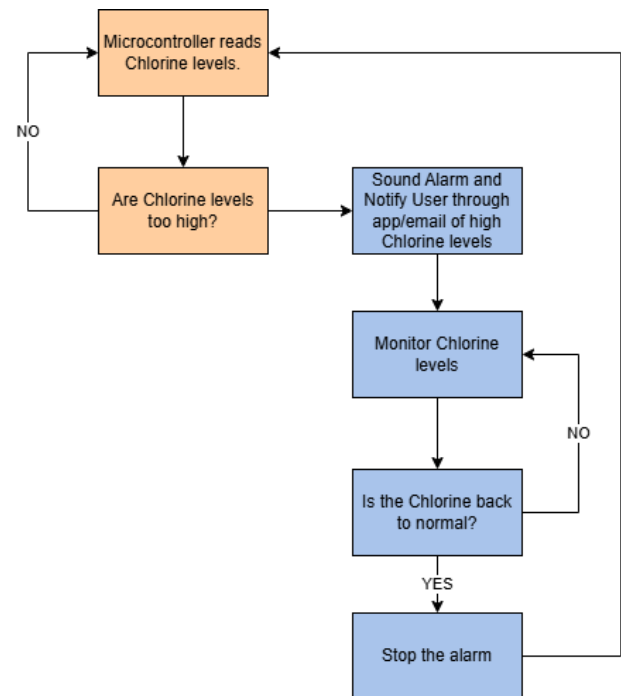 Microcontroller reads
Chlorine levels.
NO
Are Chlorine levels
too high?
Sound Alarm and
Notify User through
app/email of high
Chlorine levels
Monitor Chlorine
levels
NO
Is the Chlorine back
to normal?
YES
Stop the alarm